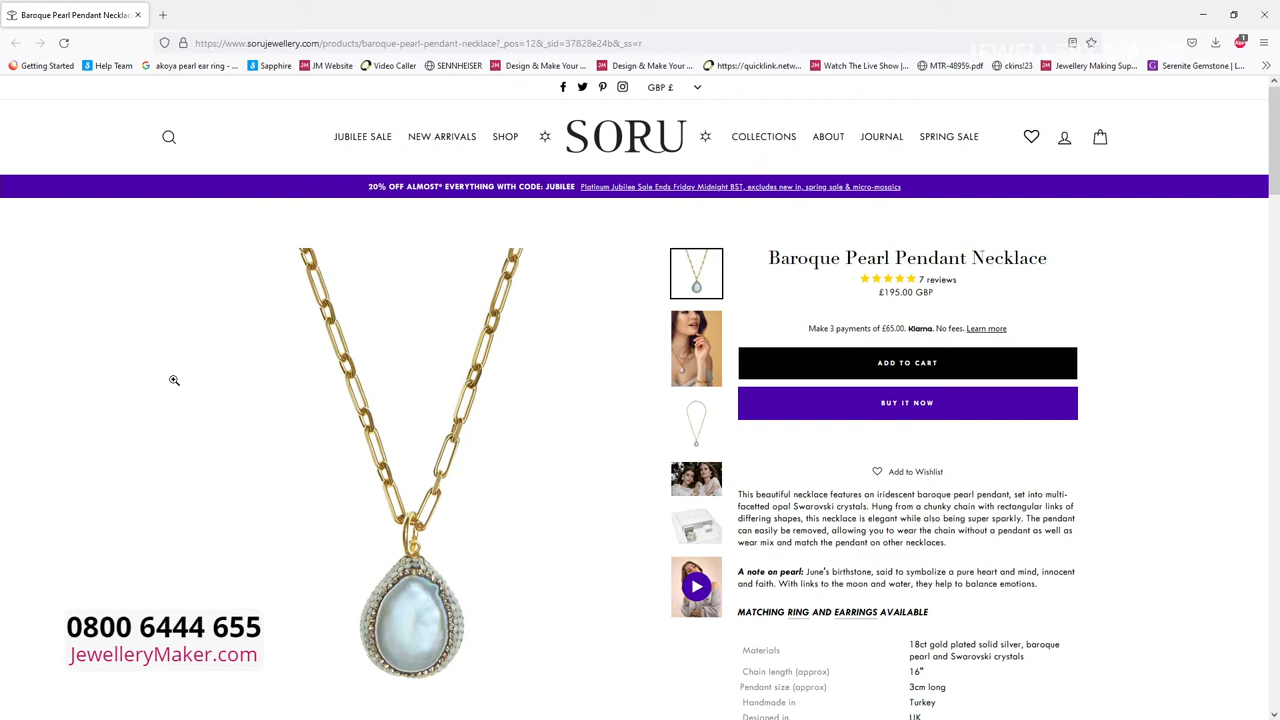 Baroque Pearl Pendant Necklac
https://www.sorujewellery.com/products/baroque-pearl-pendant-necklace?_pos=12&_sid=37828e24b&_ss=r
Getting Started
Help Team
akoya pearl ear ring - ...
Sapphire
JM Website
Video Caller
SENNHEISER
Design & Make Your ...
Design & Make Your ...
https://quicklink.netw...
Watch The Live Show |...
MTR-48959.pdf
ckins!23
Jewellery Making Sup...
Serenite Gemstone | L...
GBP £
JUBILEE SALE NEW ARRIVALS SHOP SORU COLLECTIONS ABOUT JOURNAL SPRING SALE
20% OFF ALMOST* EVERYTHING WITH CODE: JUBILEE Platinum Jubilee Sale Ends Friday Midnight BST, excludes new in, spring sale & micro-mosaics
Baroque Pearl Pendant Necklace
7 reviews
£195.00 GBP
Make 3 payments of £65.00. Klarna. No fees. Learn more
ADD TO CART
BUY IT NOW
Add to Wishlist
This beautiful necklace features an iridescent baroque pearl pendant, set into multi-
facetted opal Swarovski crystals. Hung from a chunky chain with rectangular links of
differing shapes, this necklace is elegant while also being super sparkly. The pendant
can easily be removed, allowing you to wear the chain without a pendant as well as
wear mix and match the pendant on other necklaces.
A note on pearl: June's birthstone, said to symbolize a pure heart and mind, innocent
and faith. With links to the moon and water, they help to balance emotions.
MATCHING RING AND EARRINGS AVAILABLE
Materials 18ct gold plated solid silver, baroque
pearl and Swarovski crystals
Chain length (approx) 16"
Pendant size (approx) 3cm long
Handmade in Turkey
Designed in UK
0800 6444 655
JewelleryMaker.com